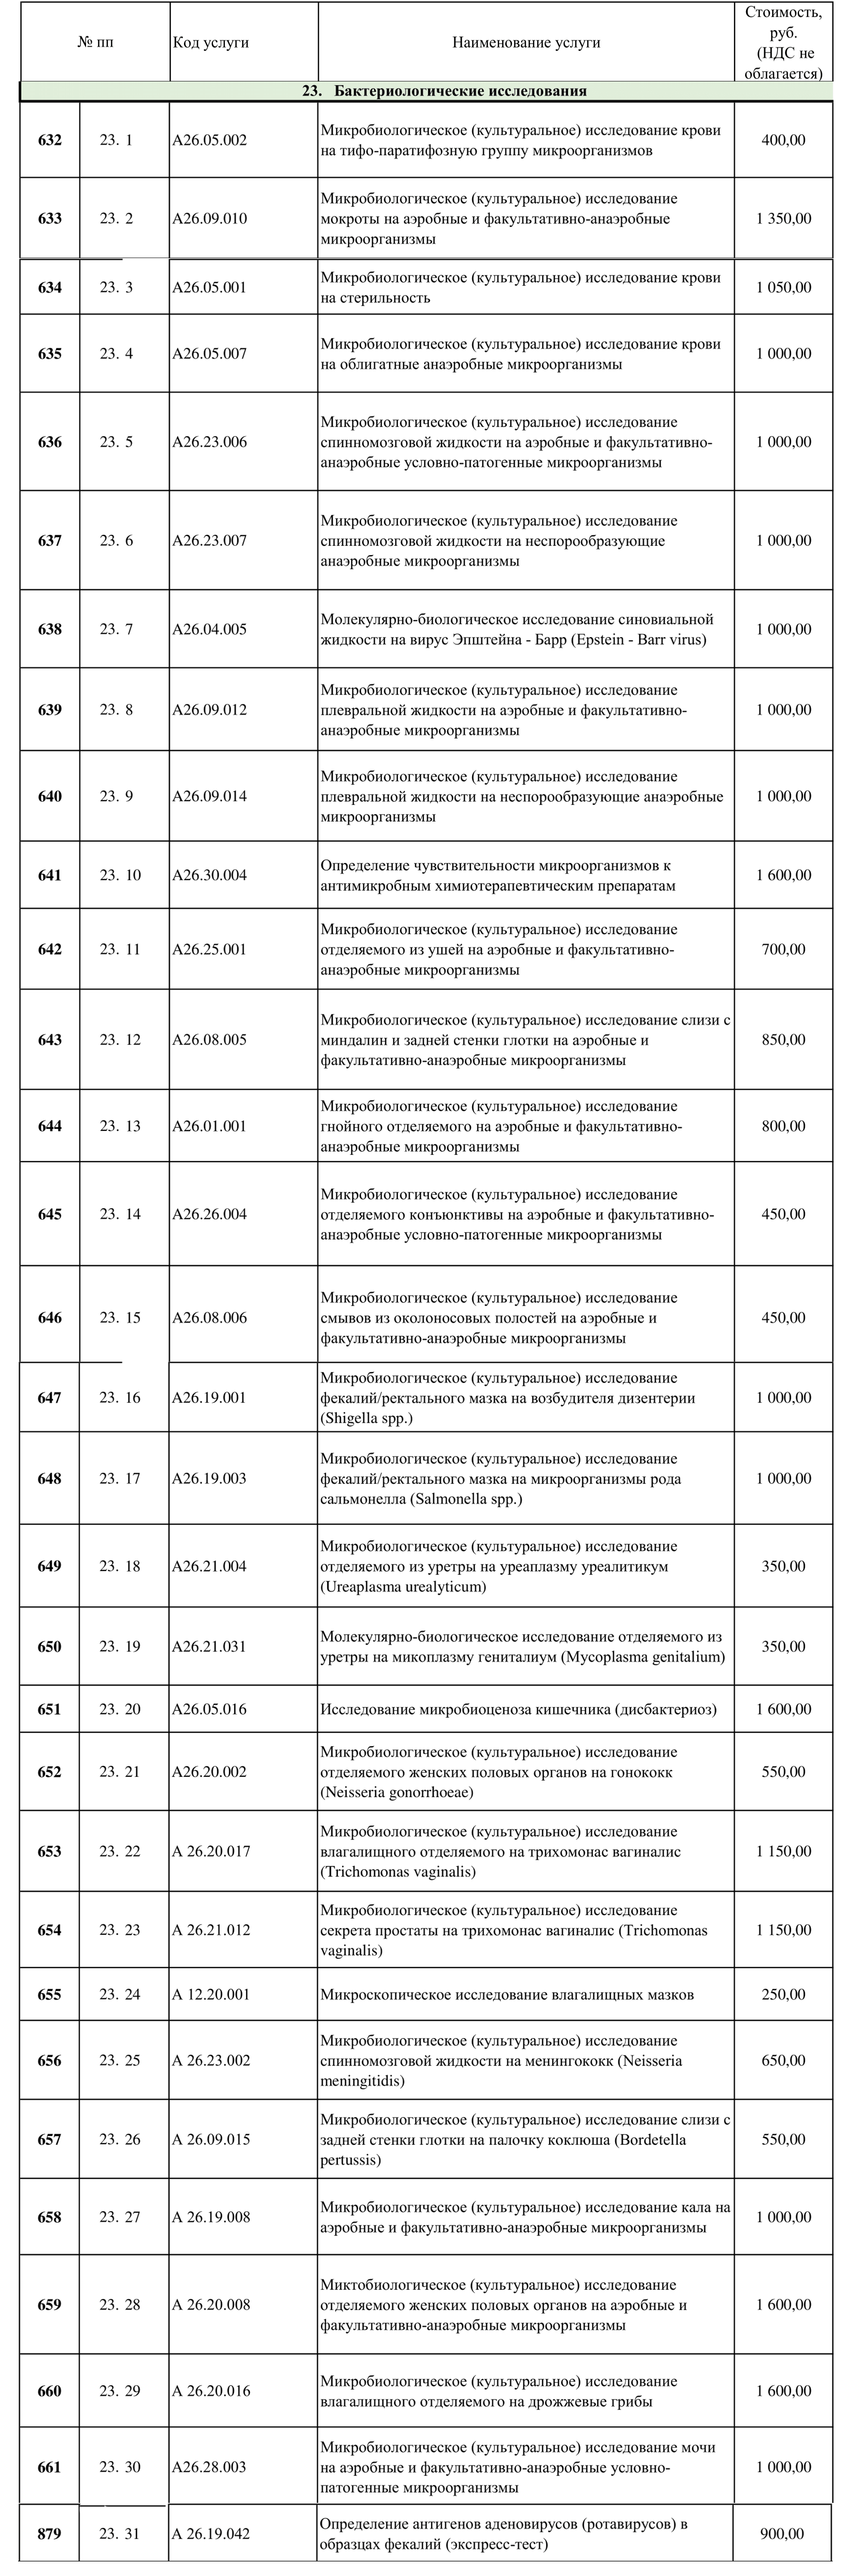 № пп
Код услуги
Наименование услуги
Стоимость,
руб.
(НДС не
облагается)
23. Бактериологические исследования
632 23. 1 A26.05.002
Микробиологическое (культуральное) исследование крови
на тифо-паратифозную группу микроорганизмов
400,00
633 23. 2 A26.09.010
Микробиологическое (культуральное) исследование
мокроты на аэробные и факультативно-анаэробные
микроорганизмы
1 350,00
634 23. 3 A26.05.001
Микробиологическое (культуральное) исследование крови
на стерильность
1 050,00
635 23. 4 A26.05.007
Микробиологическое (культуральное) исследование крови
на облигатные анаэробные микроорганизмы
1 000,00
636 23. 5 A26.23.006
Микробиологическое (культуральное) исследование
спинномозговой жидкости на аэробные и факультативно-
анаэробные условно-патогенные микроорганизмы
1 000,00
637 23. 6 A26.23.007
Микробиологическое (культуральное) исследование
спинномозговой жидкости на неспорообразующие
анаэробные микроорганизмы
1 000,00
638 23. 7 A26.04.005
Молекулярно-биологическое исследование синовиальной
жидкости на вирус Эпштейна - Барр (Epstein - Barr virus)
1 000,00
639 23. 8 A26.09.012
Микробиологическое (культуральное) исследование
плевральной жидкости на аэробные и факультативно-
анаэробные микроорганизмы
1 000,00
640 23. 9 A26.09.014
Микробиологическое (культуральное) исследование
плевральной жидкости на неспорообразующие анаэробные
микроорганизмы
1 000,00
641 23. 10 A26.30.004
Определение чувствительности микроорганизмов к
антимикробным химиотерапевтическим препаратам
1 600,00
642 23. 11 A26.25.001
Микробиологическое (культуральное) исследование
отделяемого из ушей на аэробные и факультативно-
анаэробные микроорганизмы
700,00
643 23. 12 A26.08.005
Микробиологическое (культуральное) исследование слизи с
миндалин и задней стенки глотки на аэробные и
факультативно-анаэробные микроорганизмы
850,00
644 23. 13 A26.01.001
Микробиологическое (культуральное) исследование
гнойного отделяемого на аэробные и факультативно-
анаэробные микроорганизмы
800,00
645 23. 14 A26.26.004
Микробиологическое (культуральное) исследование
отделяемого конъюнктивы на аэробные и факультативно-
анаэробные условно-патогенные микроорганизмы
450,00
646 23. 15 A26.08.006
Микробиологическое (культуральное) исследование
смывов из околоносовых полостей на аэробные и
факультативно-анаэробные микроорганизмы
450,00
647 23. 16 A26.19.001
Микробиологическое (культуральное) исследование
фекалий/ректального мазка на возбудителя дизентерии
(Shigella spp.)
1 000,00
648 23. 17 A26.19.003
Микробиологическое (культуральное) исследование
фекалий/ректального мазка на микроорганизмы рода
сальмонелла (Salmonella spp.)
1 000,00
649 23. 18 A26.21.004
Микробиологическое (культуральное) исследование
отделяемого из уретры на уреаплазму уреалитикум
(Ureaplasma urealyticum)
350,00
650 23. 19 A26.21.031
Молекулярно-биологическое исследование отделяемого из
уретры на микоплазму гениталиум (Mycoplasma genitalium)
350,00
651 23. 20 A26.05.016
Исследование микробиоценоза кишечника (дисбактериоз)
1 600,00
652 23. 21 A26.20.002
Микробиологическое (культуральное) исследование
отделяемого женских половых органов на гонококк
(Neisseria gonorrhoeae)
550,00
653 23. 22 A 26.20.017
Микробиологическое (культуральное) исследование
влагалищного отделяемого на трихомонас вагиналис
(Trichomonas vaginalis)
1 150,00
654 23. 23 A 26.21.012
Микробиологическое (культуральное) исследование
секрета простаты на трихомонас вагиналис (Trichomonas
vaginalis)
1 150,00
655 23. 24 A 12.20.001
Микроскопическое исследование влагалищных мазков
250,00
656 23. 25 A 26.23.002
Микробиологическое (культуральное) исследование
спинномозговой жидкости на менингококк (Neisseria
meningitidis)
650,00
657 23. 26 A 26.09.015
Микробиологическое (культуральное) исследование слизи с
задней стенки глотки на палочку коклюша (Bordetella
pertussis)
550,00
658 23. 27 A 26.19.008
Микробиологическое (культуральное) исследование кала на
аэробные и факультативно-анаэробные микроорганизмы
1 000,00
659 23. 28 A 26.20.008
Миктобиологическое (культуральное) исследование
отделяемого женских половых органов на аэробные и
факультативно-анаэробные микроорганизмы
1 600,00
660 23. 29 A 26.20.016
Микробиологическое (культуральное) исследование
влагалищного отделяемого на дрожжевые грибы
1 600,00
661 23. 30 A26.28.003
Микробиологическое (культуральное) исследование мочи
на аэробные и факультативно-анаэробные условно-
патогенные микроорганизмы
1 000,00
879 23. 31 A 26.19.042
Определение антигенов аденовирусов (ротавирусов) в
образцах фекалий (экспресс-тест)
900,00